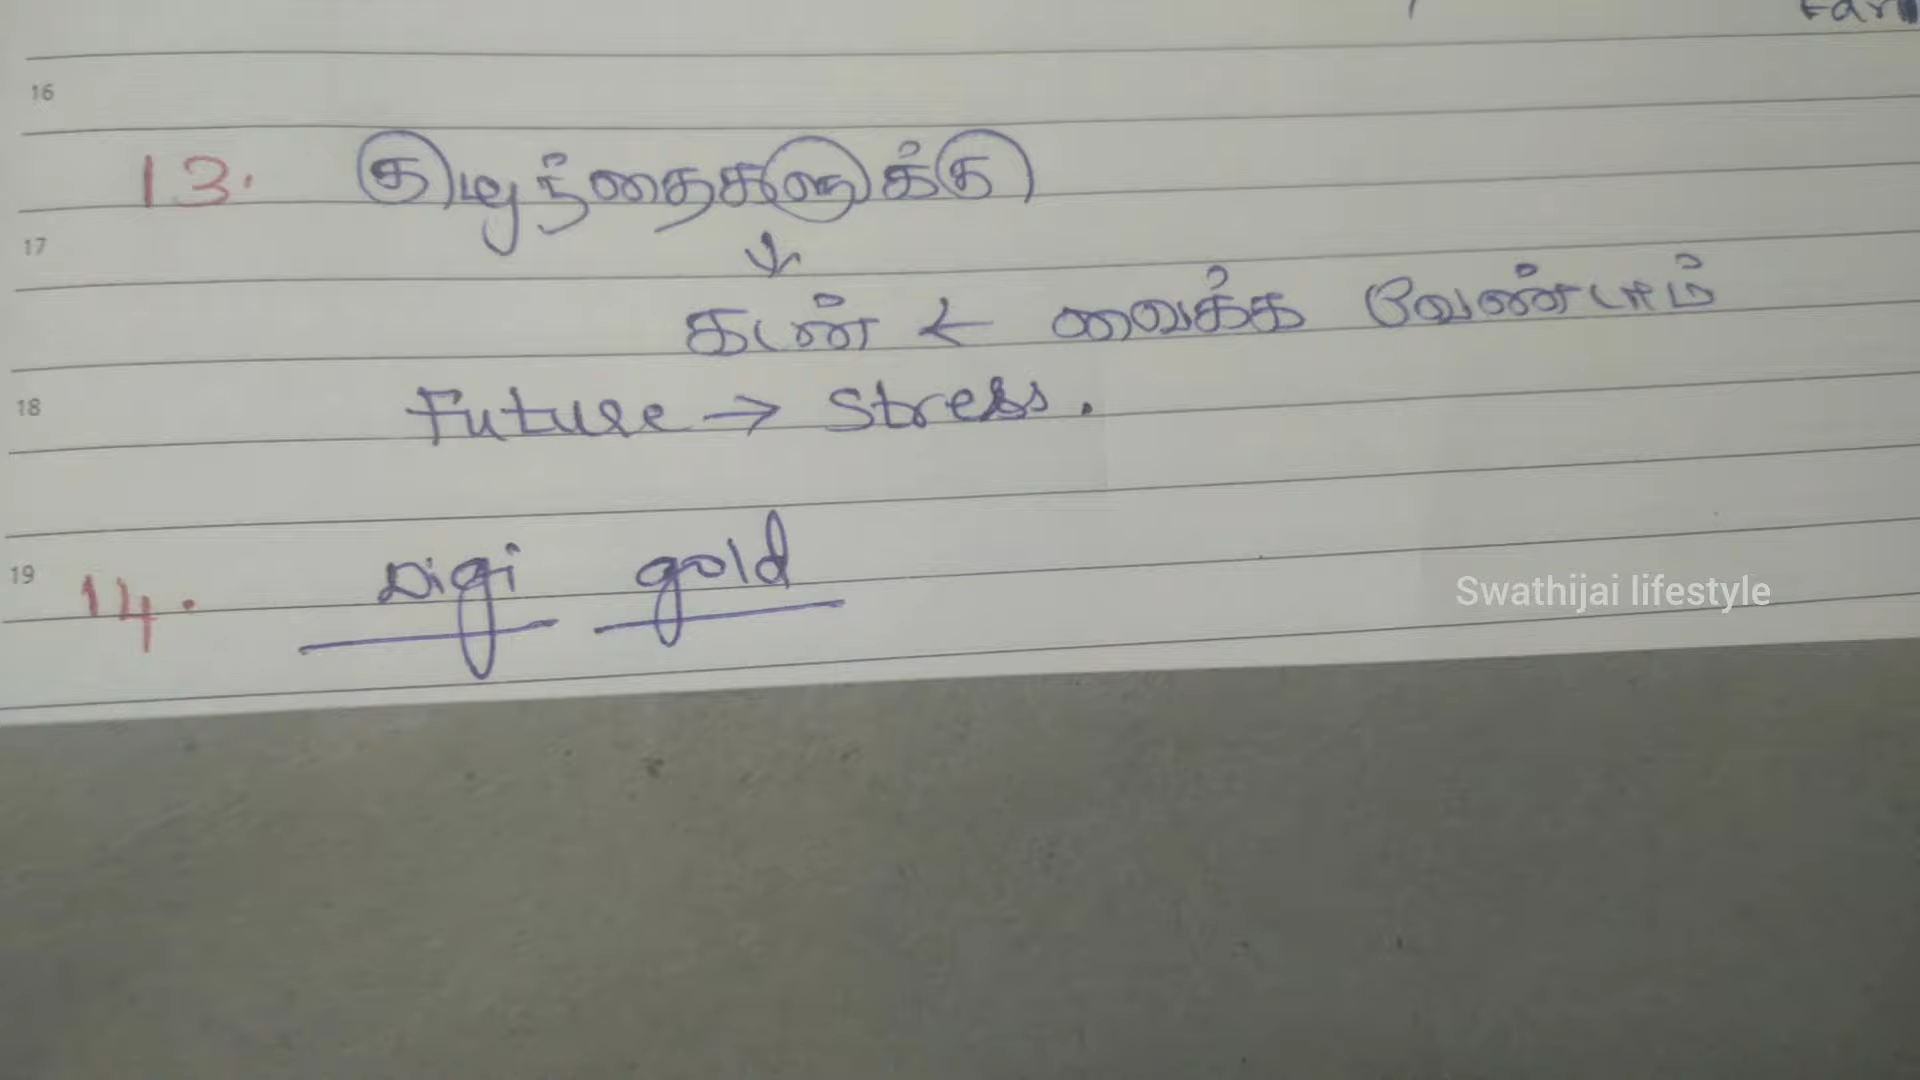 16
13. குழந்தைகளுக்கு
17
கடன் ← வைக்க வேண்டாம்
18
Future → Stress.
19
14. Digi gold
Swathijai lifestyle